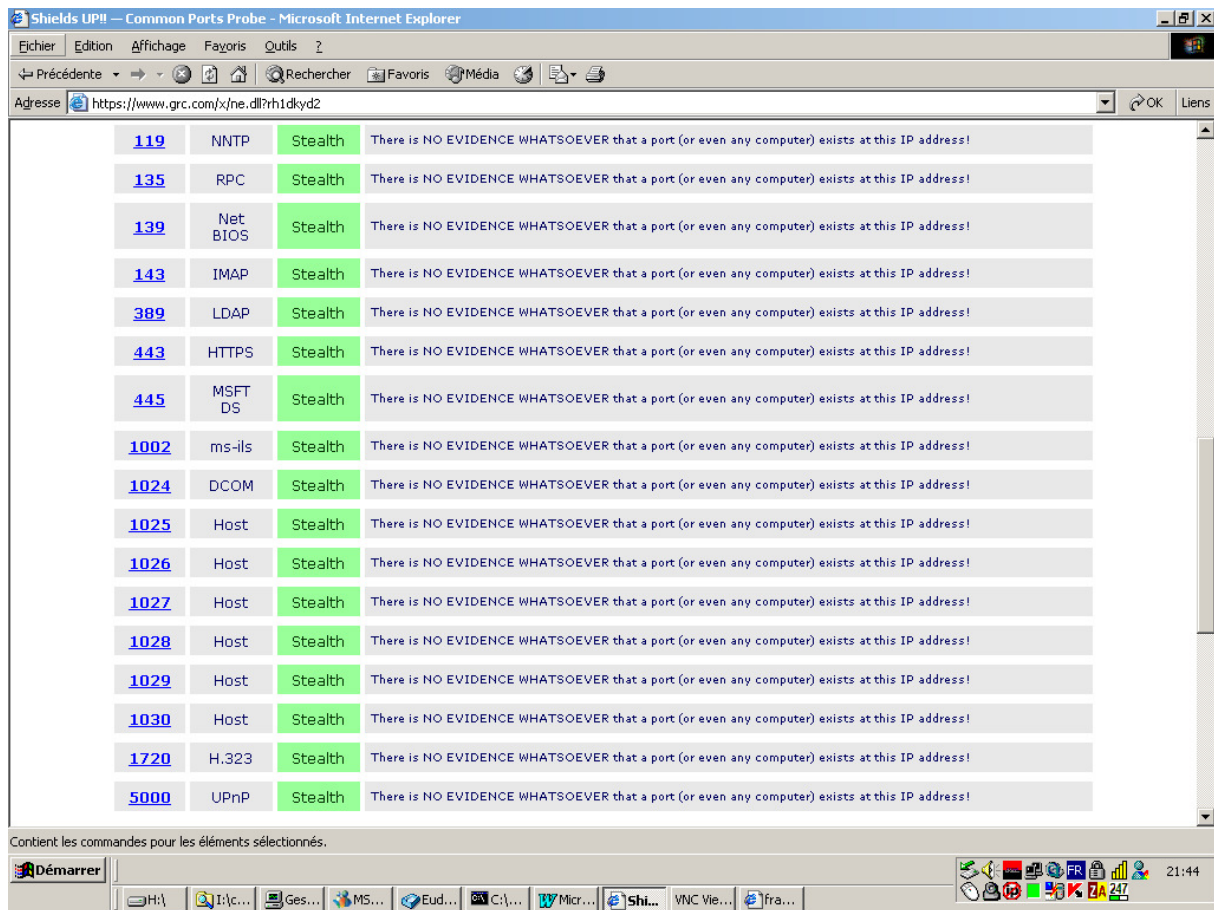 Shields UP!! — Common Ports Probe - Microsoft Internet Explorer
Fichier Edition Affichage Favoris Outils ?
Précédente Rechercher Favoris Média
Adresse https://www.grc.com/x/ne.dll?rh1dkyd2 OK Liens
119 NNTP Stealth There is NO EVIDENCE WHATSOEVER that a port (or even any computer) exists at this IP address!
135 RPC Stealth There is NO EVIDENCE WHATSOEVER that a port (or even any computer) exists at this IP address!
139 Net BIOS Stealth There is NO EVIDENCE WHATSOEVER that a port (or even any computer) exists at this IP address!
143 IMAP Stealth There is NO EVIDENCE WHATSOEVER that a port (or even any computer) exists at this IP address!
389 LDAP Stealth There is NO EVIDENCE WHATSOEVER that a port (or even any computer) exists at this IP address!
443 HTTPS Stealth There is NO EVIDENCE WHATSOEVER that a port (or even any computer) exists at this IP address!
445 MSFT DS Stealth There is NO EVIDENCE WHATSOEVER that a port (or even any computer) exists at this IP address!
1002 ms-ils Stealth There is NO EVIDENCE WHATSOEVER that a port (or even any computer) exists at this IP address!
1024 DCOM Stealth There is NO EVIDENCE WHATSOEVER that a port (or even any computer) exists at this IP address!
1025 Host Stealth There is NO EVIDENCE WHATSOEVER that a port (or even any computer) exists at this IP address!
1026 Host Stealth There is NO EVIDENCE WHATSOEVER that a port (or even any computer) exists at this IP address!
1027 Host Stealth There is NO EVIDENCE WHATSOEVER that a port (or even any computer) exists at this IP address!
1028 Host Stealth There is NO EVIDENCE WHATSOEVER that a port (or even any computer) exists at this IP address!
1029 Host Stealth There is NO EVIDENCE WHATSOEVER that a port (or even any computer) exists at this IP address!
1030 Host Stealth There is NO EVIDENCE WHATSOEVER that a port (or even any computer) exists at this IP address!
1720 H.323 Stealth There is NO EVIDENCE WHATSOEVER that a port (or even any computer) exists at this IP address!
5000 UPnP Stealth There is NO EVIDENCE WHATSOEVER that a port (or even any computer) exists at this IP address!
Contient les commandes pour les éléments sélectionnés.
Démarrer FR 21:44
H:\ I:\c... Ges... MS... Eud... C:\... Micr... Shi... VNC Vie... fra... ZA 247